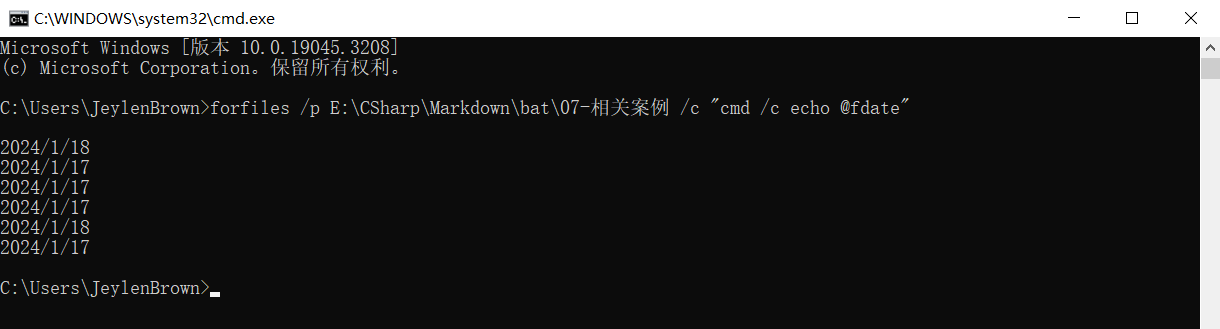 C:\WINDOWS\system32\cmd.exe
Microsoft Windows [版本 10.0.19045.3208]
(c) Microsoft Corporation。保留所有权利。
C:\Users\JeylenBrown>forfiles /p E:\CSharp\Markdown\bat\07-相关案例 /c "cmd /c echo @fdate"
2024/1/18
2024/1/17
2024/1/17
2024/1/17
2024/1/18
2024/1/17
C:\Users\JeylenBrown>